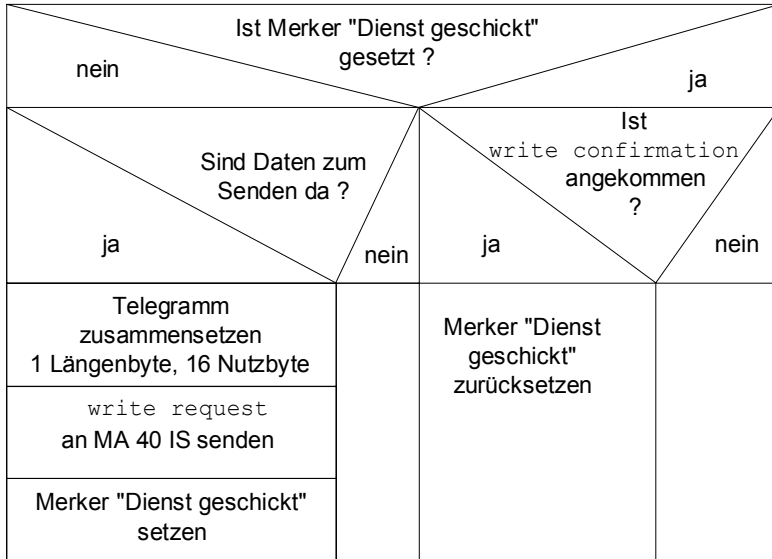 Ist Merker "Dienst geschickt"
gesetzt ?
nein
ja
Sind Daten zum
Senden da ?
ja
nein
Ist
write confirmation
angekommen
?
ja
nein
Telegramm
zusammensetzen
1 Längenbyte, 16 Nutzbyte
write request
an MA 40 IS senden
Merker "Dienst geschickt"
setzen
Merker "Dienst
geschickt"
zurücksetzen